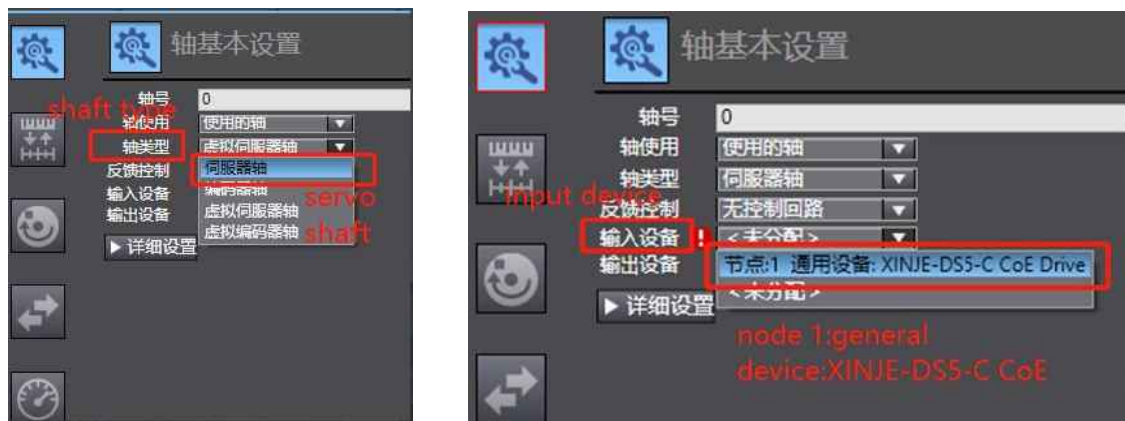 轴基本设置
轴号 0
shaft type
轴使用 使用的轴
轴类型 虚拟伺服器轴
反馈控制 伺服器轴
输入设备 编码器轴
servo
输出设备 虚拟伺服器轴
虚拟编码器轴
shaft
▶ 详细设置
轴基本设置
轴号 0
轴使用 使用的轴
轴类型 伺服器轴
input device
反馈控制 无控制回路
输入设备 ! <未分配>
输出设备 节点:1 通用设备: XINJE-DS5-C CoE Drive
<未分配>
▶ 详细设置
node 1:general
device:XINJE-DS5-C CoE